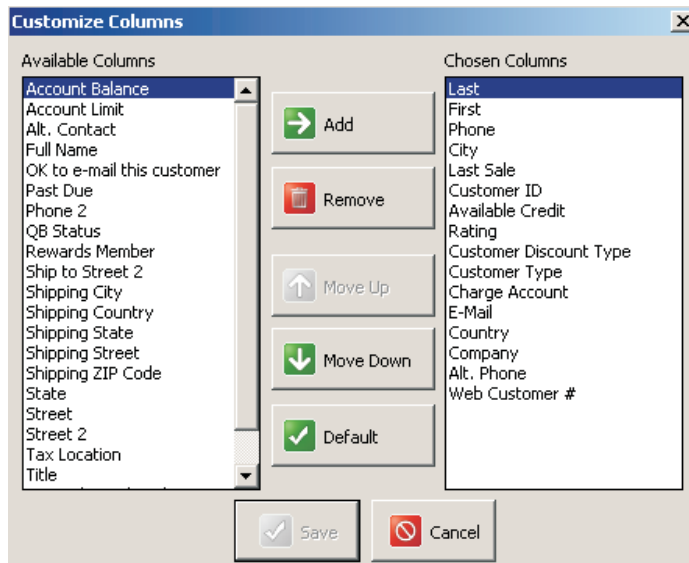 Customize Columns
Available Columns
Account Balance
Account Limit
Alt. Contact
Full Name
OK to e-mail this customer
Past Due
Phone 2
QB Status
Rewards Member
Ship to Street 2
Shipping City
Shipping Country
Shipping State
Shipping Street
Shipping ZIP Code
State
Street
Street 2
Tax Location
Title
Add
Remove
Move Up
Move Down
Default
Chosen Columns
Last
First
Phone
City
Last Sale
Customer ID
Available Credit
Rating
Customer Discount Type
Customer Type
Charge Account
E-Mail
Country
Company
Alt. Phone
Web Customer #
Save
Cancel